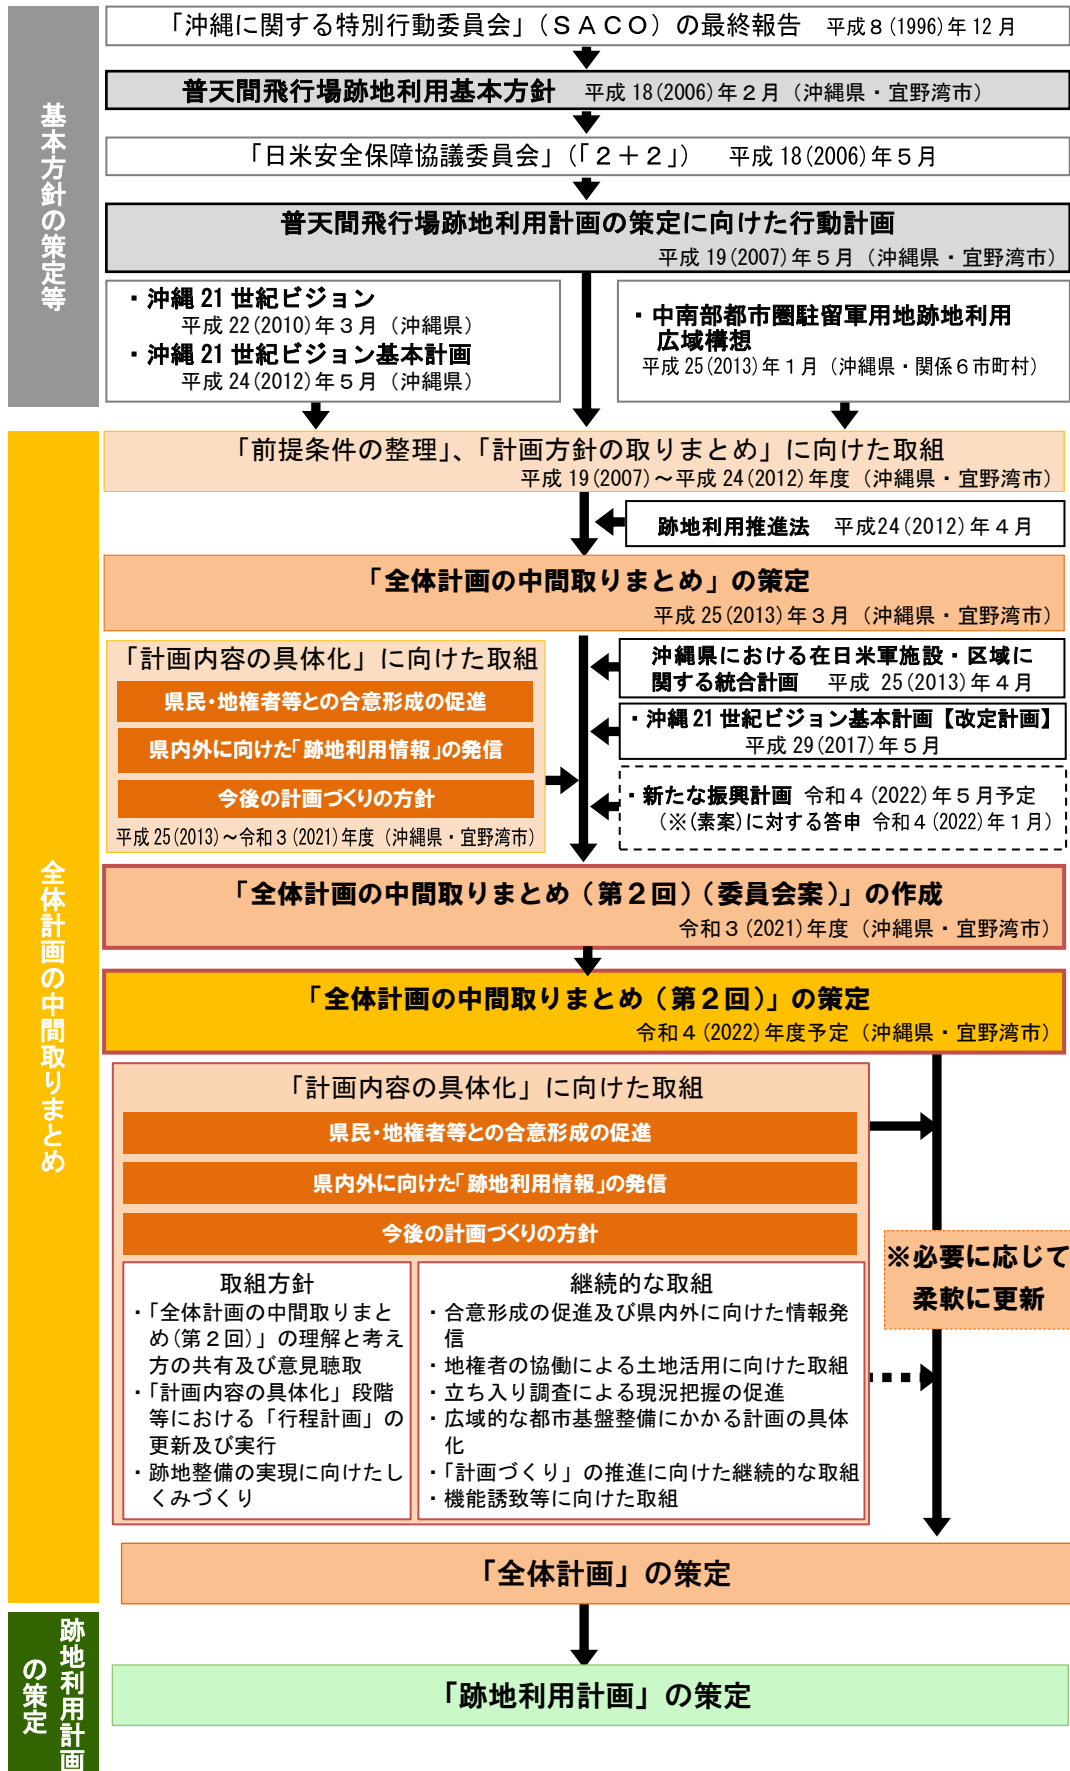 基本方針の策定等
「沖縄に関する特別行動委員会」（ＳＡＣＯ）の最終報告　平成８(1996)年12月
普天間飛行場跡地利用基本方針　平成18(2006)年２月（沖縄県・宜野湾市）
「日米安全保障協議委員会」（「２＋２」）　平成18(2006)年５月
普天間飛行場跡地利用計画の策定に向けた行動計画
平成19(2007)年５月（沖縄県・宜野湾市）
・沖縄21世紀ビジョン
平成22(2010)年３月（沖縄県）
・沖縄21世紀ビジョン基本計画
平成24(2012)年５月（沖縄県）
・中南部都市圏駐留軍用地跡地利用
広域構想
平成25(2013)年１月（沖縄県・関係６市町村）
全体計画の中間取りまとめ
「前提条件の整理」、「計画方針の取りまとめ」に向けた取組
平成19(2007)～平成24(2012)年度（沖縄県・宜野湾市）
跡地利用推進法　平成24(2012)年４月
「全体計画の中間取りまとめ」の策定
平成25(2013)年３月（沖縄県・宜野湾市）
「計画内容の具体化」に向けた取組
県民・地権者等との合意形成の促進
県内外に向けた「跡地利用情報」の発信
今後の計画づくりの方針
平成25(2013)～令和３(2021)年度（沖縄県・宜野湾市）
沖縄県における在日米軍施設・区域に
関する統合計画　平成 25(2013)年４月
・沖縄21世紀ビジョン基本計画【改定計画】
平成29(2017)年５月
・新たな振興計画 令和４(2022)年５月予定
（※(素案)に対する答申 令和４(2022)年１月）
「全体計画の中間取りまとめ（第２回）（委員会案）」の作成
令和３(2021)年度（沖縄県・宜野湾市）
「全体計画の中間取りまとめ（第２回）」の策定
令和４(2022)年度予定（沖縄県・宜野湾市）
「計画内容の具体化」に向けた取組
県民・地権者等との合意形成の促進
県内外に向けた「跡地利用情報」の発信
今後の計画づくりの方針
取組方針
・「全体計画の中間取りまと
め(第２回)」の理解と考え
方の共有及び意見聴取
・「計画内容の具体化」段階
等における「行程計画」の
更新及び実行
・跡地整備の実現に向けたし
くみづくり
継続的な取組
・合意形成の促進及び県内外に向けた情報発
信
・地権者の協働による土地活用に向けた取組
・立ち入り調査による現況把握の促進
・広域的な都市基盤整備にかかる計画の具体
化
・「計画づくり」の推進に向けた継続的な取組
・機能誘致等に向けた取組
※必要に応じて
柔軟に更新
「全体計画」の策定
跡地利用計画
の策定
「跡地利用計画」の策定